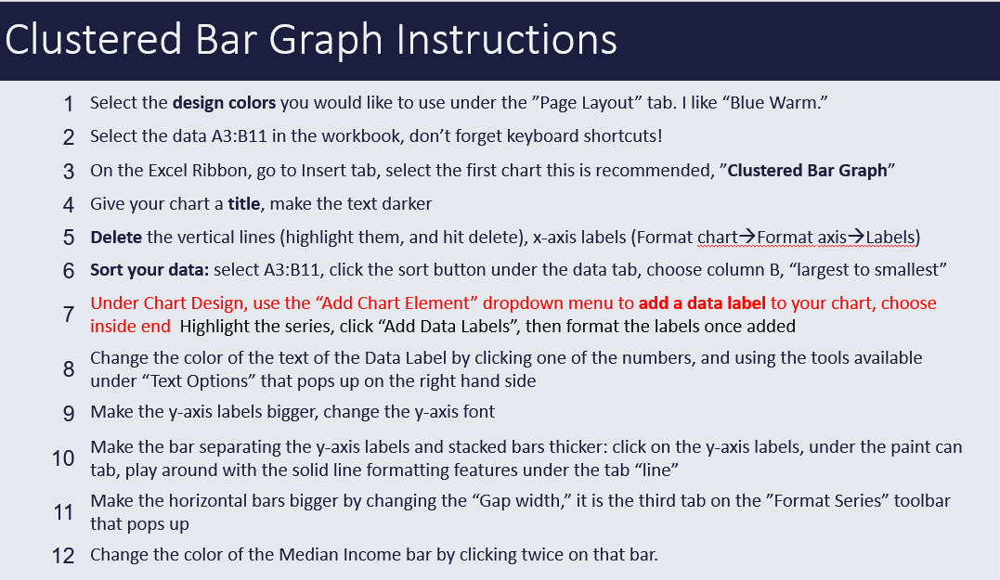 Clustered Bar Graph Instructions
1 Select the design colors you would like to use under the ”Page Layout” tab. I like “Blue Warm.”
2 Select the data A3:B11 in the workbook, don’t forget keyboard shortcuts!
3 On the Excel Ribbon, go to Insert tab, select the first chart this is recommended, ”Clustered Bar Graph”
4 Give your chart a title, make the text darker
5 Delete the vertical lines (highlight them, and hit delete), x-axis labels (Format chart→Format axis→Labels)
6 Sort your data: select A3:B11, click the sort button under the data tab, choose column B, “largest to smallest”
7 Under Chart Design, use the “Add Chart Element” dropdown menu to add a data label to your chart, choose
inside end Highlight the series, click “Add Data Labels”, then format the labels once added
8 Change the color of the text of the Data Label by clicking one of the numbers, and using the tools available
under “Text Options” that pops up on the right hand side
9 Make the y-axis labels bigger, change the y-axis font
10 Make the bar separating the y-axis labels and stacked bars thicker: click on the y-axis labels, under the paint can
tab, play around with the solid line formatting features under the tab “line”
11 Make the horizontal bars bigger by changing the “Gap width,” it is the third tab on the ”Format Series” toolbar
that pops up
12 Change the color of the Median Income bar by clicking twice on that bar.